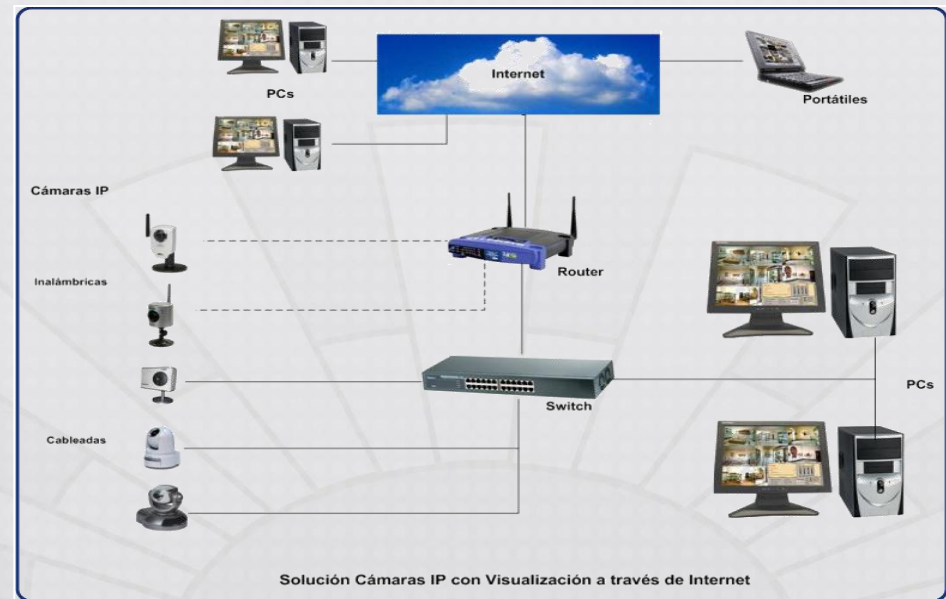 Internet
PCs
Portátiles
Cámaras IP
Router
Inalámbricas
PCs
Switch
Cableadas
Solución Cámaras IP con Visualización a través de Internet